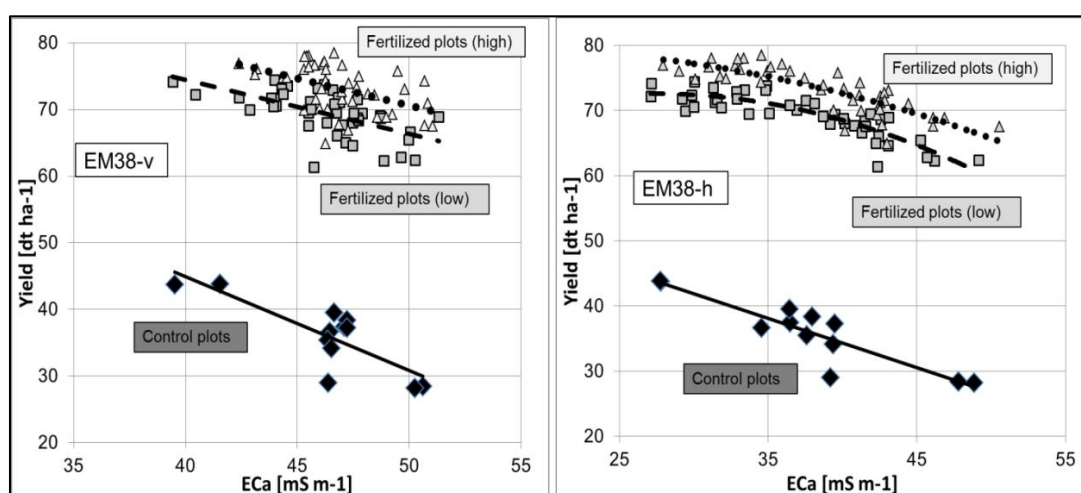 80
70
60
50
40
30
20
Yield [dt ha-1]
Fertilized plots (high)
EM38-v
Fertilized plots (low)
Control plots
35 40 45 50 55
ECa [mS m-1]
80
70
60
50
40
30
20
Yield [dt ha-1]
Fertilized plots (high)
EM38-h
Fertilized plots (low)
Control plots
25 35 45 55
ECa [mS m-1]